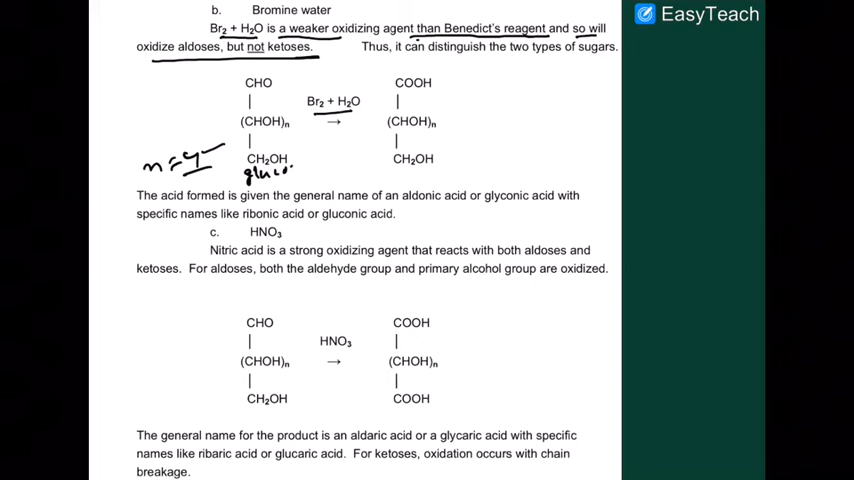 b. Bromine water
EasyTeach
Br₂ + H₂O is a weaker oxidizing agent than Benedict's reagent and so will
oxidize aldoses, but not ketoses. Thus, it can distinguish the two types of sugars.
CHO COOH
| Br₂ + H₂O |
(CHOH)ₙ → (CHOH)ₙ
| |
n = 4 CH₂OH CH₂OH
The acid formed is given the general name of an aldonic acid or glyconic acid with
specific names like ribonic acid or gluconic acid.
c. HNO₃
Nitric acid is a strong oxidizing agent that reacts with both aldoses and
ketoses. For aldoses, both the aldehyde group and primary alcohol group are oxidized.
CHO COOH
| HNO₃ |
(CHOH)ₙ → (CHOH)ₙ
| |
CH₂OH COOH
The general name for the product is an aldaric acid or a glycaric acid with specific
names like ribaric acid or glucaric acid. For ketoses, oxidation occurs with chain
breakage.